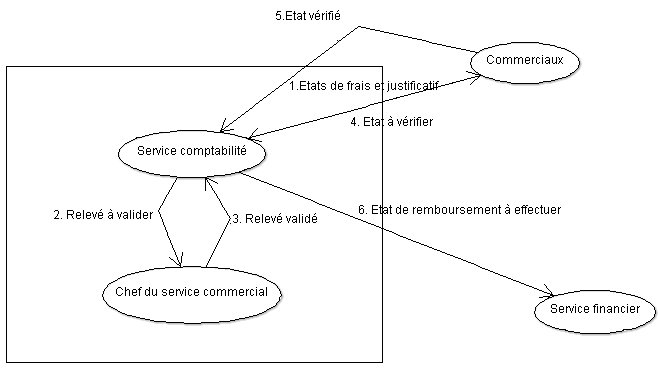 5.Etat vérifié
Commerciaux
1.Etats de frais et justificatif
4. Etat à vérifier
Service comptabilité
2. Relevé à valider
3. Relevé validé
6. Etat de remboursement à effectuer
Chef du service commercial
Service financier